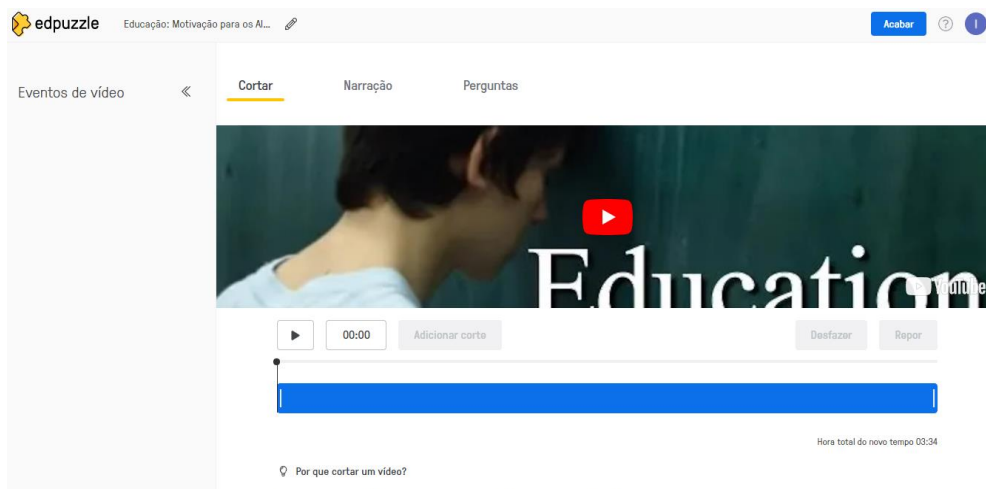 edpuzzle
Educação: Motivação para os Al...
Acabar
?
I
Eventos de vídeo
Cortar
Narração
Perguntas
Education
YouTube
00:00
Adicionar corte
Desfazer
Repor
Hora total do novo tempo 03:34
Por que cortar um vídeo?